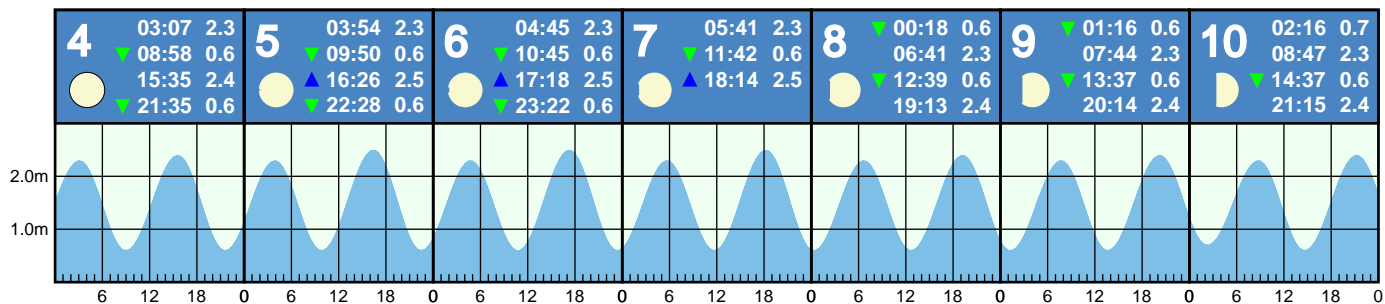 4
03:07 2.3
▼ 08:58 0.6
15:35 2.4
▼ 21:35 0.6
5
03:54 2.3
▼ 09:50 0.6
▲ 16:26 2.5
▼ 22:28 0.6
6
04:45 2.3
▼ 10:45 0.6
▲ 17:18 2.5
▼ 23:22 0.6
7
05:41 2.3
▼ 11:42 0.6
▲ 18:14 2.5
8
▼ 00:18 0.6
06:41 2.3
▼ 12:39 0.6
19:13 2.4
9
▼ 01:16 0.6
07:44 2.3
▼ 13:37 0.6
20:14 2.4
10
02:16 0.7
08:47 2.3
▼ 14:37 0.6
21:15 2.4
2.0m
1.0m
6 12 18 0 6 12 18 0 6 12 18 0 6 12 18 0 6 12 18 0 6 12 18 0 6 12 18 0